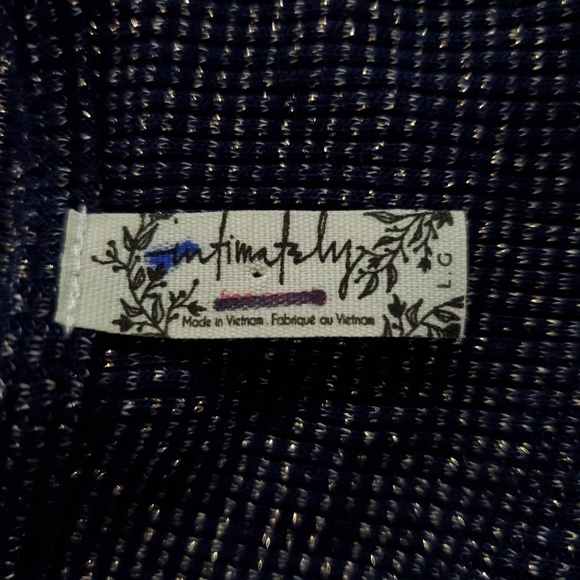 intimately
Made in Vietnam . Fabriqué au Vietnam
L.G